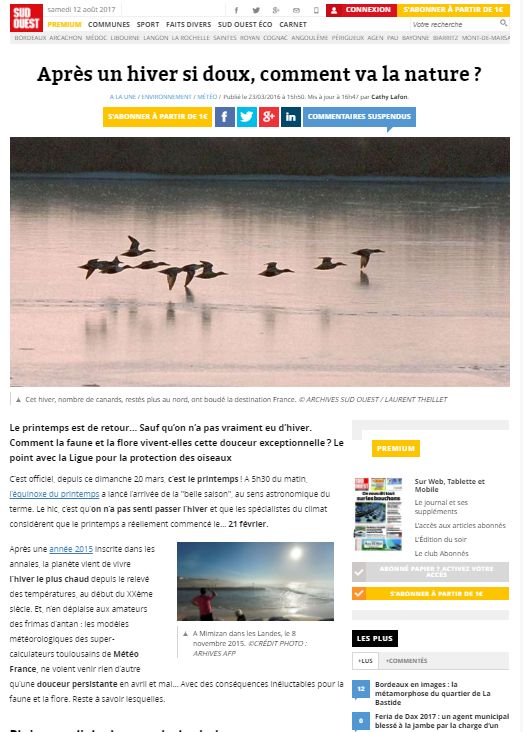 SUD OUEST
samedi 12 août 2017
CONNEXION
S'ABONNER À PARTIR DE 1€
PREMIUM COMMUNES SPORT FAITS DIVERS SUD OUEST ÉCO CARNET
Votre recherche
BORDEAUX ARCACHON MÉDOC LIBOURNE LANGON LA ROCHELLE SAINTES ROYAN COGNAC ANGOULÊME PÉRIGUEUX AGEN PAU BAYONNE BIARRITZ MONT-DE-MARSA
Après un hiver si doux, comment va la nature ?
A LA UNE / ENVIRONNEMENT / MÉTÉO / Publié le 23/03/2016 à 15h50. Mis à jour à 16h47 par Cathy Lafon.
S'ABONNER À PARTIR DE 1€
COMMENTAIRES SUSPENDUS
Cet hiver, nombre de canards, restés plus au nord, ont boudé la destination France. © ARCHIVES SUD OUEST / LAURENT THEILLET
Le printemps est de retour... Sauf qu'on n'a pas vraiment eu d'hiver.
Comment la faune et la flore vivent-elles cette douceur exceptionnelle ? Le
point avec la Ligue pour la protection des oiseaux
C'est officiel, depuis ce dimanche 20 mars, c'est le printemps ! A 5H30 du matin,
l'équinoxe du printemps a lancé l'arrivée de la "belle saison", au sens astronomique du
terme. Le hic, c'est qu'on n'a pas senti passer l'hiver et que les spécialistes du climat
considèrent que le printemps a réellement commencé le... 21 février.
Après une année 2015 inscrite dans les
annales, la planète vient de vivre
l'hiver le plus chaud depuis le relevé
des températures, au début du XXème
siècle. Et, n'en déplaise aux amateurs
des frimas d'antan : les modèles
météorologiques des super-
calculateurs toulousains de Météo
France, ne voient venir rien d'autre
qu'une douceur persistante en avril et mai... Avec des conséquences inéluctables pour la
faune et la flore. Reste à savoir lesquelles.
A Mimizan dans les Landes, le 8
novembre 2015. ©CRÉDIT PHOTO :
ARHIVES AFP
PREMIUM
Sur Web, Tablette et
Mobile
Le journal et ses
suppléments
L'accès aux articles abonnés
L'Édition du soir
Le club Abonnés
ABONNÉ PAPIER ? ACTIVEZ VOTRE
ACCÈS
S'ABONNER À PARTIR DE 1€
LES PLUS
+LUS
+COMMENTÉS
12
Bordeaux en images : la
métamorphose du quartier de La
Bastide
6
Feria de Dax 2017 : un agent municipal
blessé à la jambe par la charge d'un